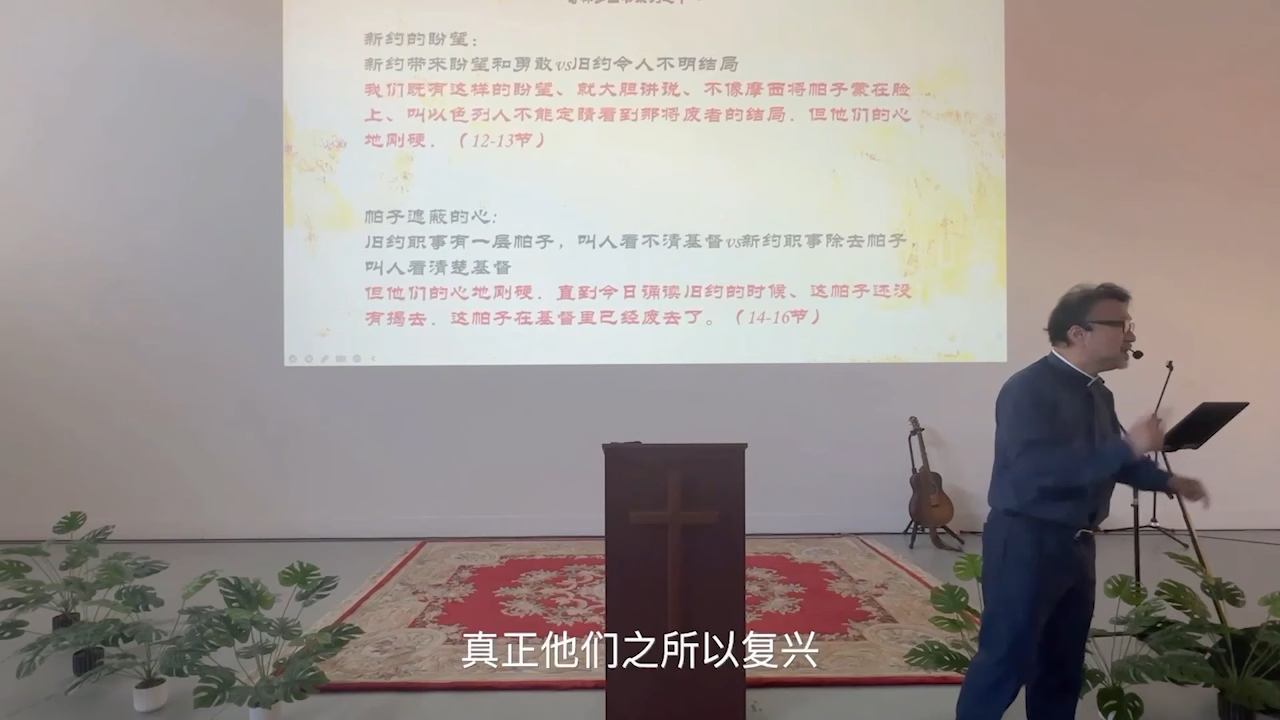 新约的盼望：
新约带来盼望和勇敢vs旧约令人不明结局
我们既有这样的盼望、就大胆讲说、不像摩西将帕子蒙在脸
上、叫以色列人不能定睛看到那将废者的结局．但他们的心
地刚硬．（12-13节）
帕子遮蔽的心：
旧约职事有一层帕子，叫人看不清基督vs新约职事除去帕子，
叫人看清楚基督
但他们的心地刚硬．直到今日诵读旧约的时候、这帕子还没
有揭去．这帕子在基督里已经废去了。（14-16节）
真正他们之所以复兴